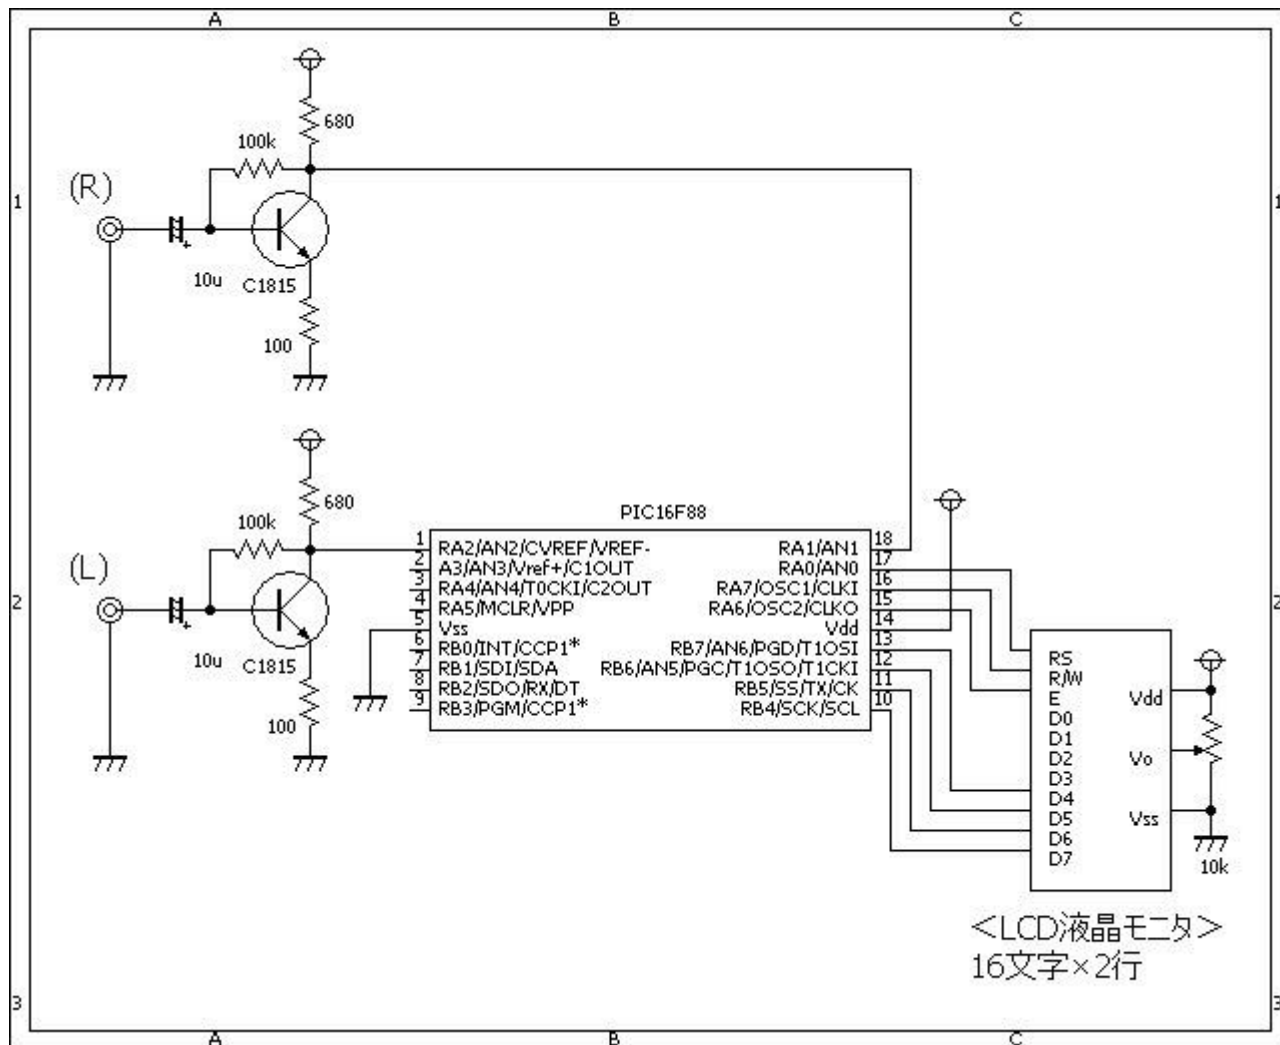 A B C
1 1
680
100k
(R)
+
10u
C1815
100
680
100k
(L)
+
10u
C1815
100
2 2
PIC16F88
1 RA2/AN2/CVREF/VREF- RA1/AN1 18
2 A3/AN3/Vref+/C1OUT RA0/AN0 17
3 RA4/AN4/T0CKI/C2OUT RA7/OSC1/CLKI 16
4 RA5/MCLR/VPP RA6/OSC2/CLKO 15
5 Vss Vdd 14
6 RB0/INT/CCP1* RB7/AN6/PGD/T1OSI 13
7 RB1/SDI/SDA RB6/AN5/PGC/T1OSO/T1CKI 12
8 RB2/SDO/RX/DT RB5/SS/TX/CK 11
9 RB3/PGM/CCP1* RB4/SCK/SCL 10
RS
R/W
E
D0
D1
D2
D3
D4
D5
D6
D7
Vdd
Vo
Vss
10k
＜LCD液晶モニタ＞
16文字×2行
3 3
A B C